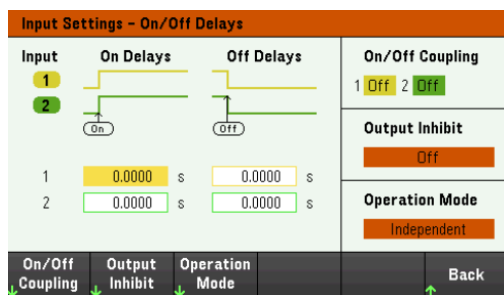 Input Settings - On/Off Delays
Input On Delays Off Delays
1
2
On Off
1 0.0000 s 0.0000 s
2 0.0000 s 0.0000 s
On/Off Coupling
1 Off 2 Off
Output Inhibit
Off
Operation Mode
Independent
On/Off Coupling
Output Inhibit
Operation Mode
Back